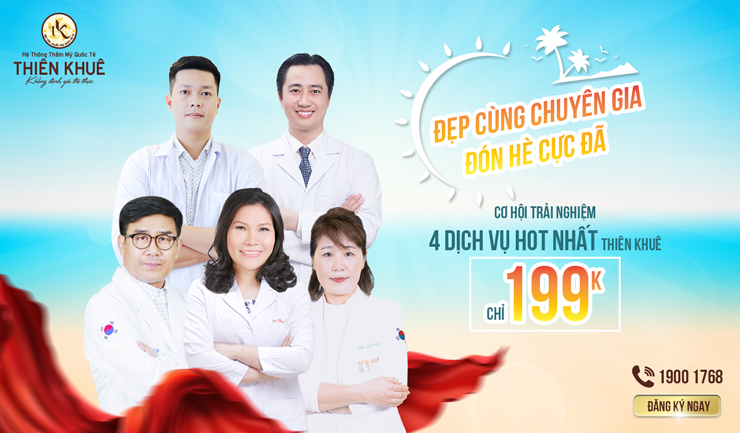 Hệ Thống Thẩm Mỹ Quốc Tế
THIÊN KHUÊ
Khẳng định giá trị thực
ĐẸP CÙNG CHUYÊN GIA
ĐÓN HÈ CỰC ĐÃ
CƠ HỘI TRẢI NGHIỆM
4 DỊCH VỤ HOT NHẤT THIÊN KHUÊ
CHỈ 199K
1900 1768
ĐĂNG KÝ NGAY